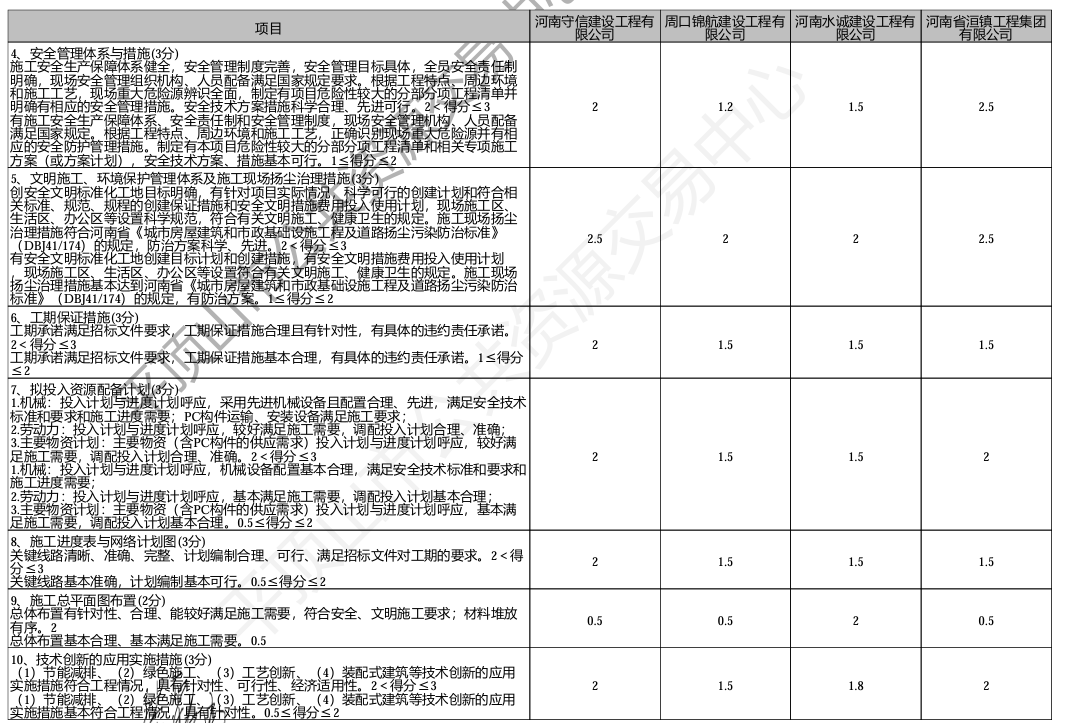 项目
河南守信建设工程有
限公司
周口锦航建设工程有
限公司
河南水诚建设工程有
限公司
河南省洹镇工程集团
有限公司
4、安全管理体系与措施(3分)
施工安全生产保障体系健全，安全管理制度完善，安全管理目标具体，全员安全责任制
明确，现场安全管理组织机构、人员配备满足国家规定要求。根据工程特点、周边环境
和施工工艺，现场重大危险源辨识全面，制定有项目危险性较大的分部分项工程清单并
明确有相应的安全管理措施。安全技术方案措施科学合理、先进可行。2＜得分≤3
有施工安全生产保障体系、安全责任制和安全管理制度，现场安全管理机构、人员配备
满足国家规定。根据工程特点、周边环境和施工工艺，正确识别现场重大危险源并有相
应的安全防护管理措施。制定有本项目危险性较大的分部分项工程清单和相关专项施工
方案（或方案计划），安全技术方案、措施基本可行。1≤得分≤2
2
1.2
1.5
2.5
5、文明施工、环境保护管理体系及施工现场扬尘治理措施(3分)
创安全文明标准化工地目标明确，有针对项目实际情况，科学可行的创建计划和符合相
关标准、规范、规程的创建保证措施和安全文明措施费用投入使用计划，现场施工区、
生活区、办公区等设置科学规范，符合有关文明施工、健康卫生的规定。施工现场扬尘
治理措施符合河南省《城市房屋建筑和市政基础设施工程及道路扬尘污染防治标准》
（DBJ41/174）的规定，防治方案科学、先进。2＜得分≤3
有安全文明标准化工地创建目标计划和创建措施，有安全文明措施费用投入使用计划
，现场施工区、生活区、办公区等设置符合有关文明施工、健康卫生的规定。施工现场
扬尘治理措施基本达到河南省《城市房屋建筑和市政基础设施工程及道路扬尘污染防治
标准》（DBJ41/174）的规定，有防治方案。1≤得分≤2
2.5
2
2
2.5
6、工期保证措施(3分)
工期承诺满足招标文件要求，工期保证措施合理且有针对性，有具体的违约责任承诺。
2＜得分≤3
工期承诺满足招标文件要求，工期保证措施基本合理，有具体的违约责任承诺。1≤得分
≤2
2
1.5
1.5
1.5
7、拟投入资源配备计划(3分)
1.机械：投入计划与进度计划呼应，采用先进机械设备且配置合理、先进，满足安全技术
标准和要求和施工进度需要；PC构件运输、安装设备满足施工要求；
2.劳动力：投入计划与进度计划呼应，较好满足施工需要，调配投入计划合理、准确；
3.主要物资计划：主要物资（含PC构件的供应需求）投入计划与进度计划呼应，较好满
足施工需要，调配投入计划合理、准确。2＜得分≤3
1.机械：投入计划与进度计划呼应，机械设备配置基本合理，满足安全技术标准和要求和
施工进度需要；
2.劳动力：投入计划与进度计划呼应，基本满足施工需要，调配投入计划基本合理；
3.主要物资计划：主要物资（含PC构件的供应需求）投入计划与进度计划呼应，基本满
足施工需要，调配投入计划基本合理。0.5≤得分≤2
2
1.5
1.5
2
8、施工进度表与网络计划图(3分)
关键线路清晰、准确、完整、计划编制合理、可行、满足招标文件对工期的要求。2＜得
分≤3
关键线路基本准确，计划编制基本可行。0.5≤得分≤2
2
1.5
1.5
1.5
9、施工总平面图布置(2分)
总体布置有针对性、合理、能较好满足施工需要，符合安全、文明施工要求；材料堆放
有序。2
总体布置基本合理、基本满足施工需要。0.5
0.5
0.5
2
0.5
10、技术创新的应用实施措施(3分)
（1）节能减排、（2）绿色施工、（3）工艺创新、（4）装配式建筑等技术创新的应用
实施措施符合工程情况，具有针对性、可行性、经济适用性。2＜得分≤3
（1）节能减排、（2）绿色施工、（3）工艺创新、（4）装配式建筑等技术创新的应用
实施措施基本符合工程情况，具有针对性。0.5≤得分≤2
2
1.5
1.8
2
平顶山市公共资源交易中心
平顶山市公共资源交易中心